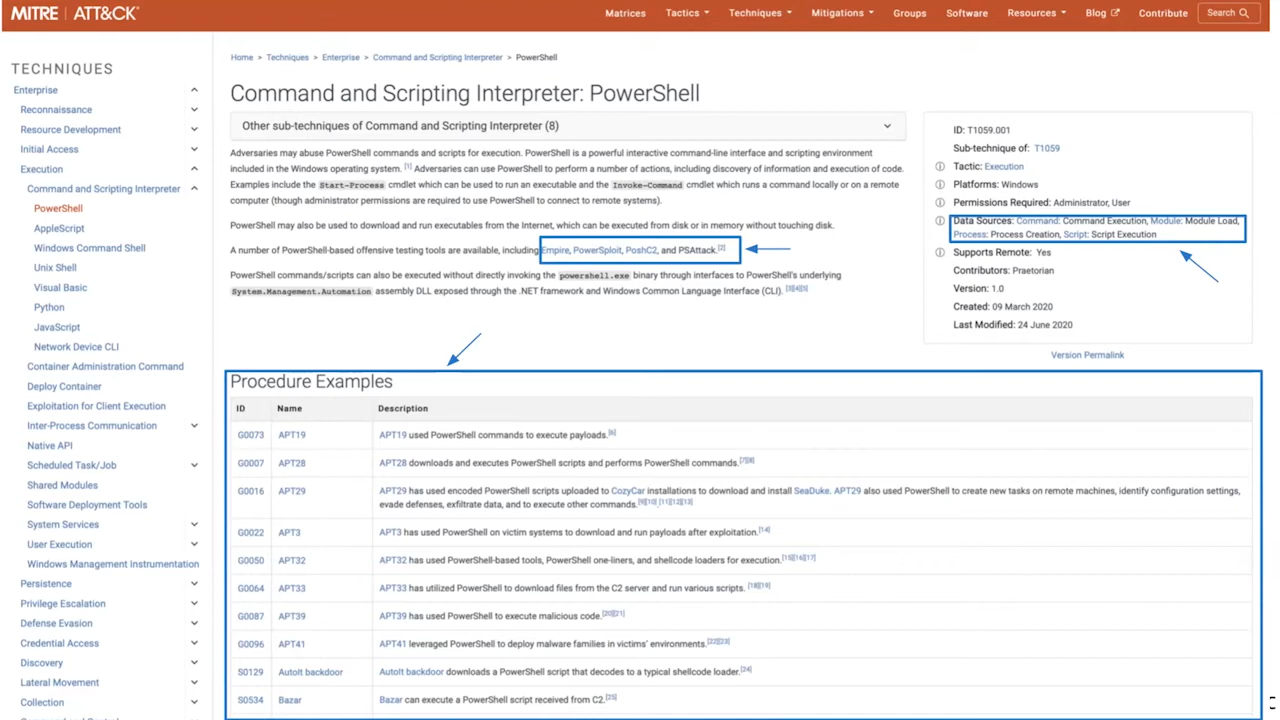 MITRE | ATT&CK®
Matrices Tactics Techniques Mitigations Groups Software Resources Blog Contribute Search
TECHNIQUES
Enterprise
Reconnaissance
Resource Development
Initial Access
Execution
Command and Scripting Interpreter
PowerShell
AppleScript
Windows Command Shell
Unix Shell
Visual Basic
Python
JavaScript
Network Device CLI
Container Administration Command
Deploy Container
Exploitation for Client Execution
Inter-Process Communication
Native API
Scheduled Task/Job
Shared Modules
Software Deployment Tools
System Services
User Execution
Windows Management Instrumentation
Persistence
Privilege Escalation
Defense Evasion
Credential Access
Discovery
Lateral Movement
Collection
Home > Techniques > Enterprise > Command and Scripting Interpreter > PowerShell
Command and Scripting Interpreter: PowerShell
Other sub-techniques of Command and Scripting Interpreter (8)
Adversaries may abuse PowerShell commands and scripts for execution. PowerShell is a powerful interactive command-line interface and scripting environment
included in the Windows operating system. [1] Adversaries can use PowerShell to perform a number of actions, including discovery of information and execution of code.
Examples include the Start-Process cmdlet which can be used to run an executable and the Invoke-Command cmdlet which runs a command locally or on a remote
computer (though administrator permissions are required to use PowerShell to connect to remote systems).
PowerShell may also be used to download and run executables from the Internet, which can be executed from disk or in memory without touching disk.
A number of PowerShell-based offensive testing tools are available, including Empire, PowerSploit, PoshC2, and PSAttack.[2]
PowerShell commands/scripts can also be executed without directly invoking the powershell.exe binary through interfaces to PowerShell's underlying
System.Management.Automation assembly DLL exposed through the .NET framework and Windows Common Language Interface (CLI). [3][4][5]
ID: T1059.001
Sub-technique of: T1059
Tactic: Execution
Platforms: Windows
Permissions Required: Administrator, User
Data Sources: Command: Command Execution, Module: Module Load,
Process: Process Creation, Script: Script Execution
Supports Remote: Yes
Contributors: Praetorian
Version: 1.0
Created: 09 March 2020
Last Modified: 24 June 2020
Version Permalink
Procedure Examples
ID Name Description
G0073 APT19 APT19 used PowerShell commands to execute payloads.[6]
G0007 APT28 APT28 downloads and executes PowerShell scripts and performs PowerShell commands.[7][8]
G0016 APT29 APT29 has used encoded PowerShell scripts uploaded to CozyCar installations to download and install SeaDuke. APT29 also used PowerShell to create new tasks on remote machines, identify configuration settings,
evade defenses, exfiltrate data, and to execute other commands.[9][10][11][12][13]
G0022 APT3 APT3 has used PowerShell on victim systems to download and run payloads after exploitation.[14]
G0050 APT32 APT32 has used PowerShell-based tools, PowerShell one-liners, and shellcode loaders for execution.[15][16][17]
G0064 APT33 APT33 has utilized PowerShell to download files from the C2 server and run various scripts. [18][19]
G0087 APT39 APT39 has used PowerShell to execute malicious code.[20][21]
G0096 APT41 APT41 leveraged PowerShell to deploy malware families in victims' environments.[22][23]
S0129 AutoIt backdoor AutoIt backdoor downloads a PowerShell script that decodes to a typical shellcode loader.[24]
S0534 Bazar Bazar can execute a PowerShell script received from C2.[25]